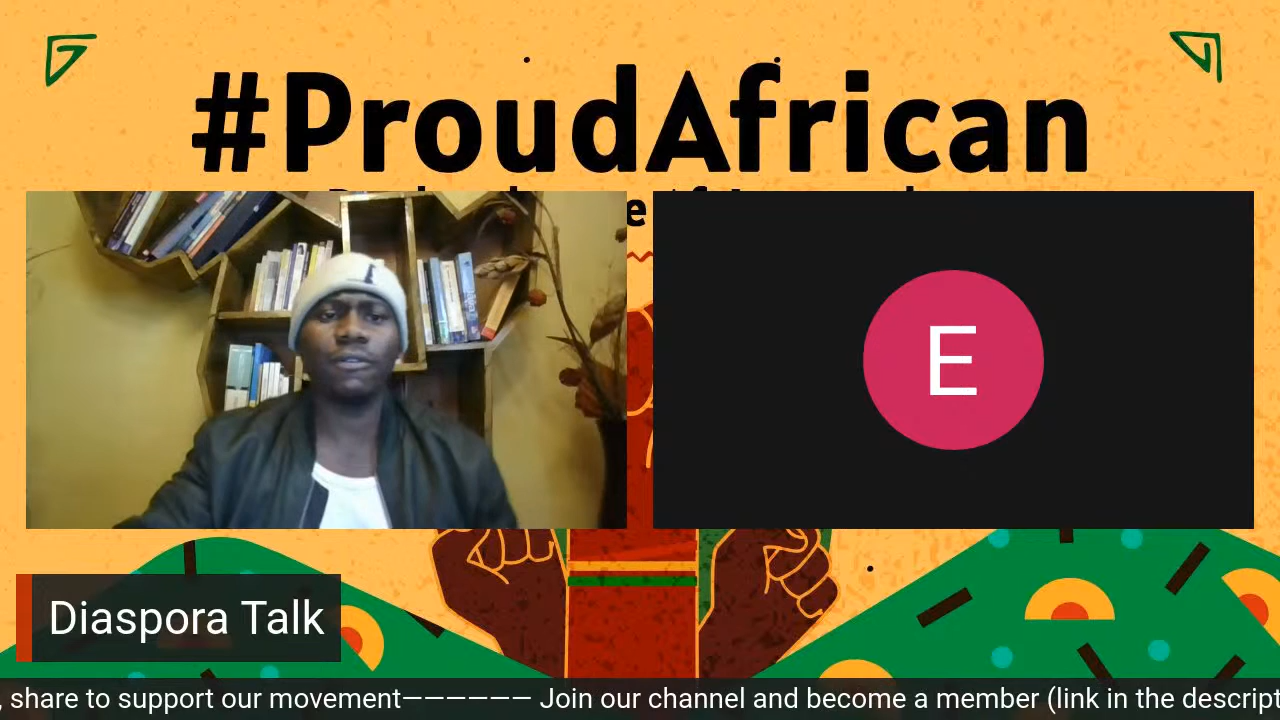 #ProudAfrican
E
Diaspora Talk
, share to support our movement—————— Join our channel and become a member (link in the descript